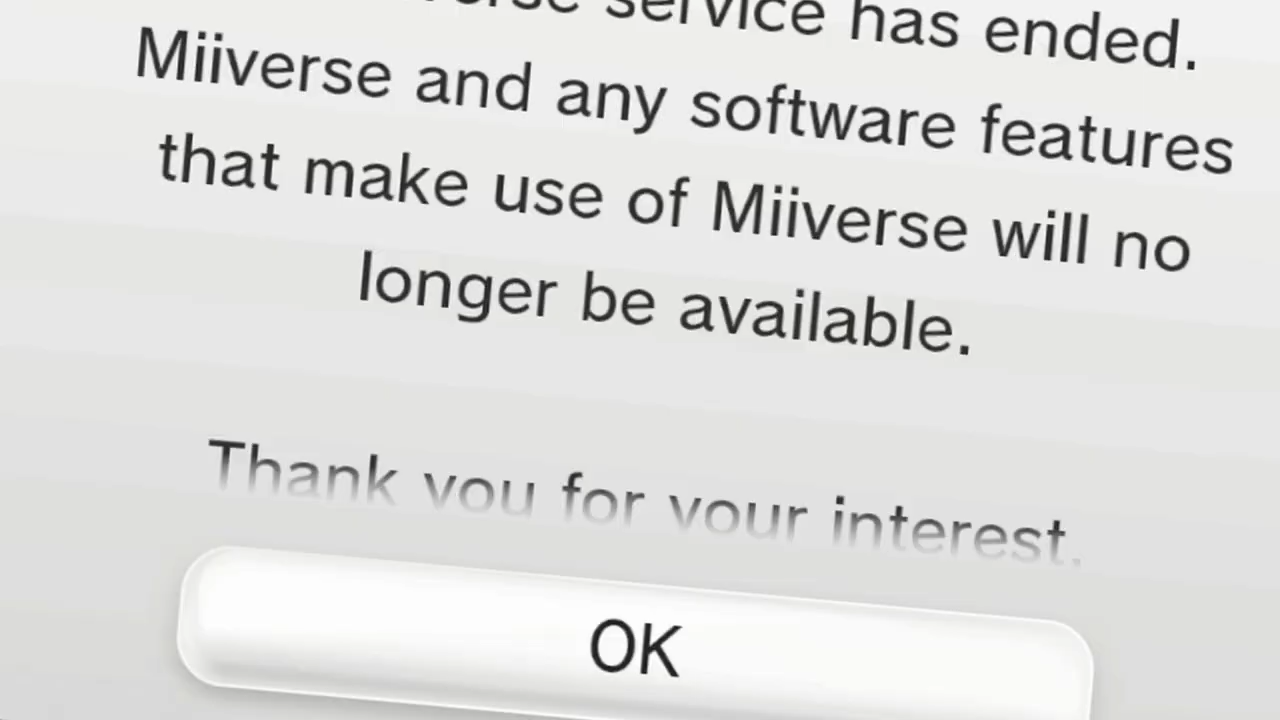 service has ended.
Miiverse and any software features
that make use of Miiverse will no
longer be available.
Thank you for your interest.
OK